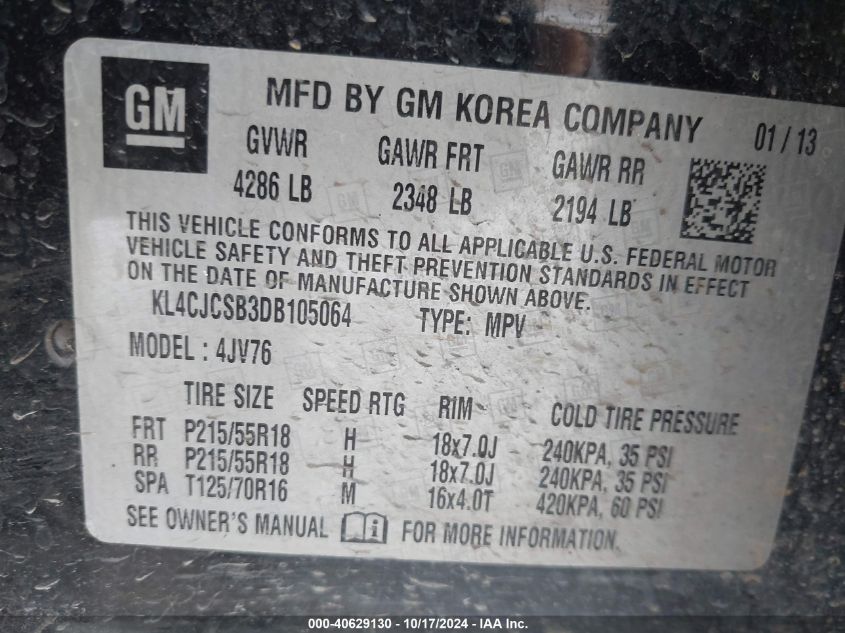 GM
MFD BY GM KOREA COMPANY 01/13
GVWR GAWR FRT GAWR RR
4286 LB 2348 LB 2194 LB
THIS VEHICLE CONFORMS TO ALL APPLICABLE U.S. FEDERAL MOTOR
VEHICLE SAFETY AND THEFT PREVENTION STANDARDS IN EFFECT
ON THE DATE OF MANUFACTURE SHOWN ABOVE.
KL4CJCSB3DB105064 TYPE: MPV
MODEL : 4JV76
TIRE SIZE SPEED RTG RIM COLD TIRE PRESSURE
FRT P215/55R18 H 18x7.0J 240KPA, 35 PSI
RR P215/55R18 H 18x7.0J 240KPA, 35 PSI
SPA T125/70R16 M 16x4.0T 420KPA, 60 PSI
SEE OWNER'S MANUAL FOR MORE INFORMATION.
000-40629130 - 10/17/2024 - IAA Inc.